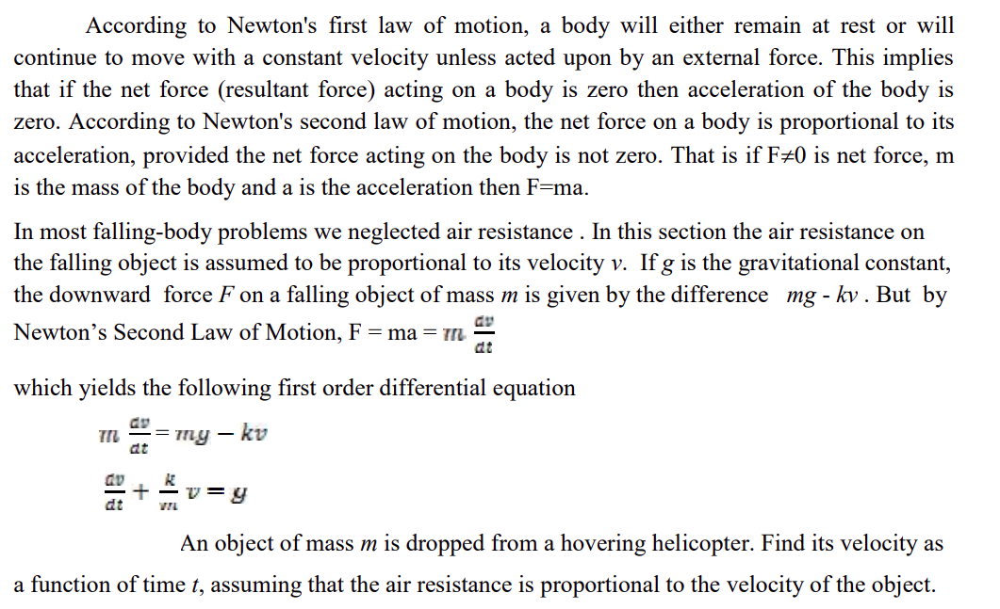 According to Newton's first law of motion, a body will either remain at rest or will
continue to move with a constant velocity unless acted upon by an external force. This implies
that if the net force (resultant force) acting on a body is zero then acceleration of the body is
zero. According to Newton's second law of motion, the net force on a body is proportional to its
acceleration, provided the net force acting on the body is not zero. That is if F≠0 is net force, m
is the mass of the body and a is the acceleration then F=ma.
In most falling-body problems we neglected air resistance . In this section the air resistance on
the falling object is assumed to be proportional to its velocity v. If g is the gravitational constant,
the downward force F on a falling object of mass m is given by the difference mg - kv . But by
Newton’s Second Law of Motion, F = ma = m dv/dt
which yields the following first order differential equation
m dv/dt = my – kv
dv/dt + k/m v = y
An object of mass m is dropped from a hovering helicopter. Find its velocity as
a function of time t, assuming that the air resistance is proportional to the velocity of the object.